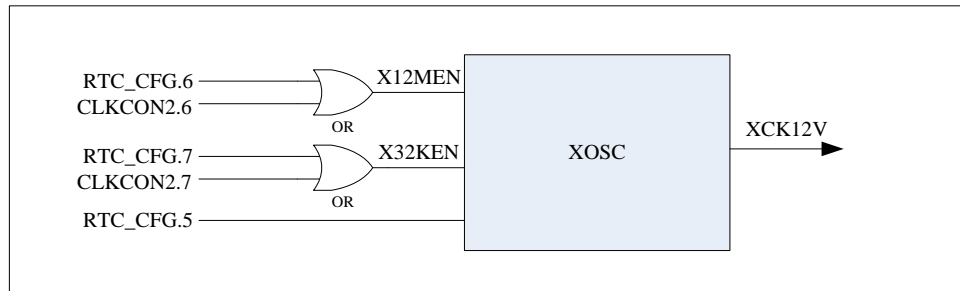 RTC_CFG.6
CLKCON2.6
X12MEN
OR
RTC_CFG.7
CLKCON2.7
X32KEN
OR
RTC_CFG.5
XOSC
XCK12V